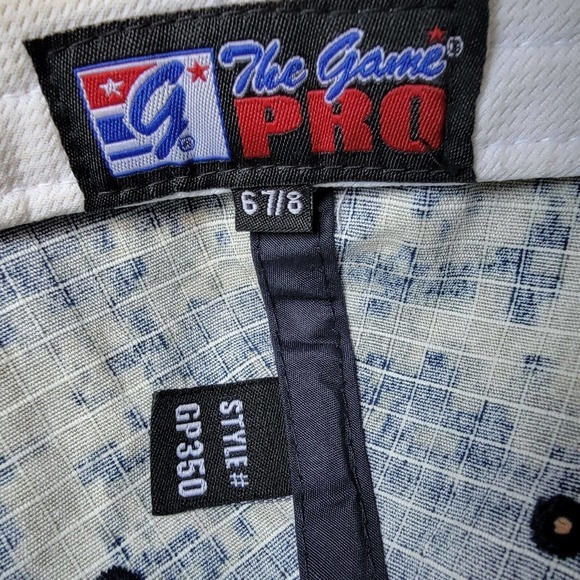 G®
The Game®
PRO
6 7/8
STYLE #
GP350